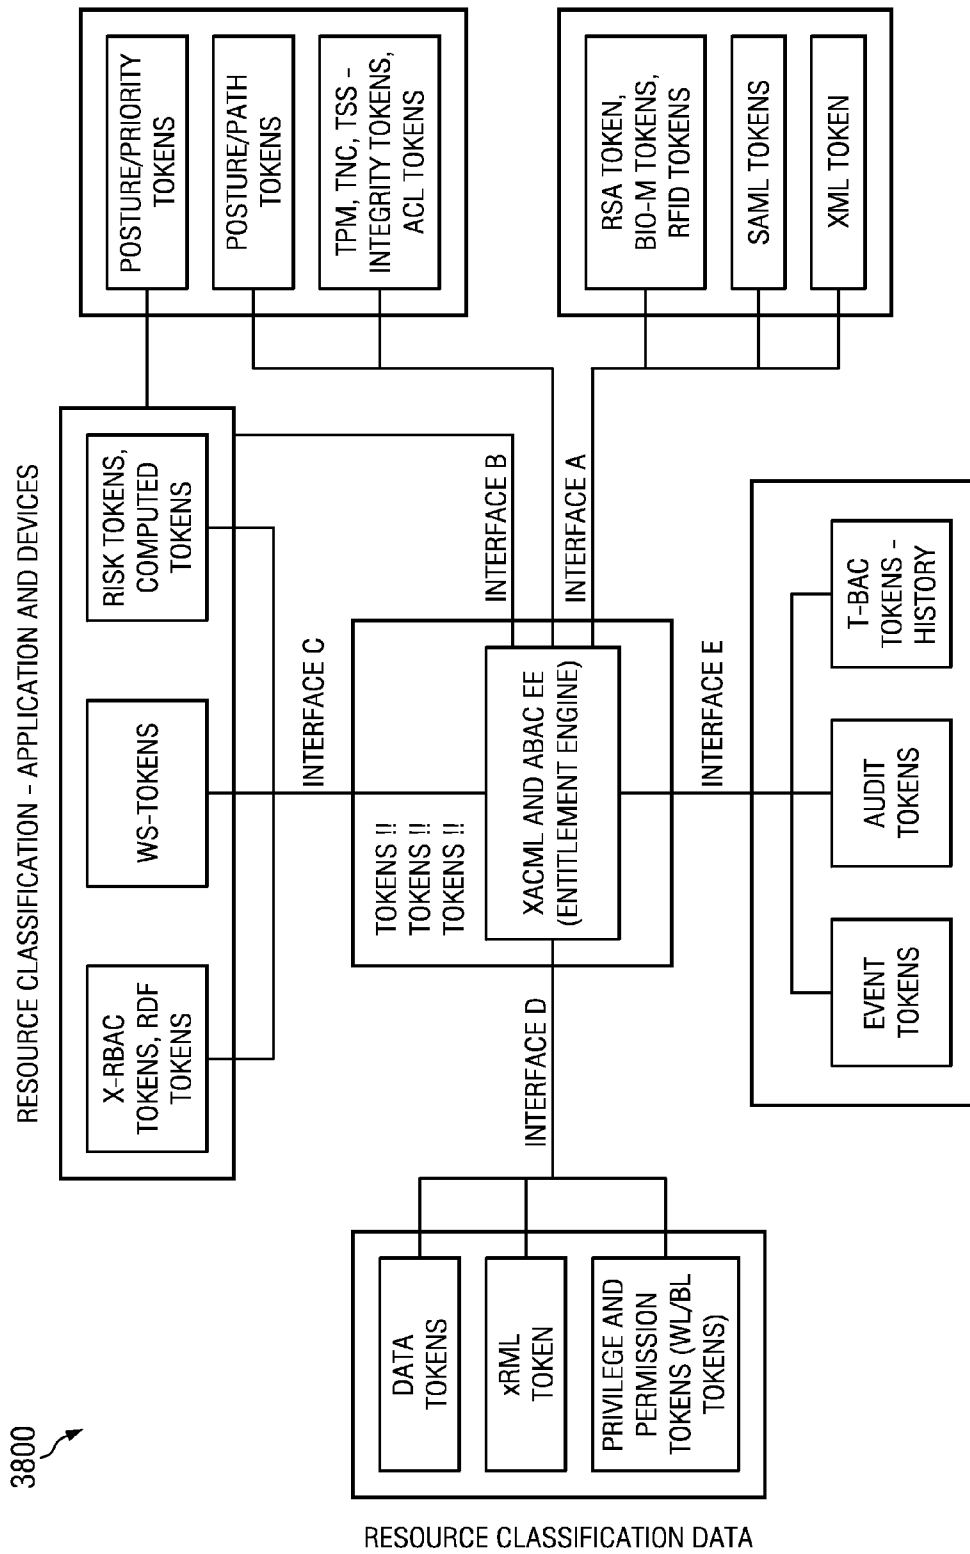 3800
RESOURCE CLASSIFICATION - APPLICATION AND DEVICES
X-RBAC
TOKENS, RDF
TOKENS
WS-TOKENS
RISK TOKENS,
COMPUTED
TOKENS
POSTURE/PRIORITY
TOKENS
POSTURE/PATH
TOKENS
TPM, TNC, TSS -
INTEGRITY TOKENS,
ACL TOKENS
INTERFACE C
INTERFACE B
INTERFACE A
TOKENS !!
TOKENS !!
TOKENS !!
XACML AND ABAC EE
(ENTITLEMENT ENGINE)
INTERFACE D
INTERFACE E
RSA TOKEN,
BIO-M TOKENS,
RFID TOKENS
SAML TOKENS
XML TOKEN
DATA
TOKENS
xRML
TOKEN
PRIVILEGE AND
PERMISSION
TOKENS (WL/BL
TOKENS)
RESOURCE CLASSIFICATION DATA
EVENT
TOKENS
AUDIT
TOKENS
T-BAC
TOKENS -
HISTORY